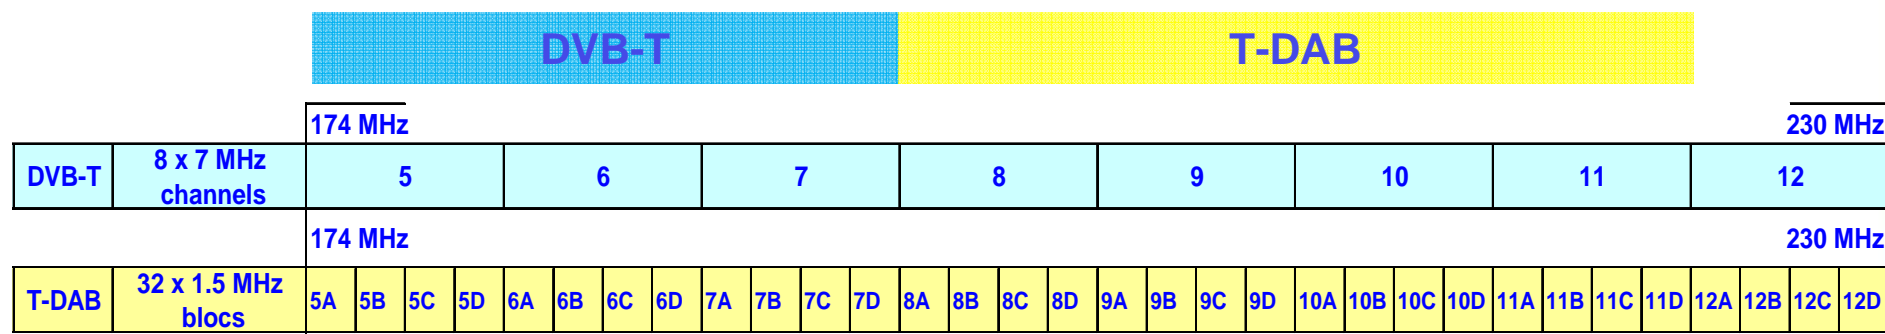 DVB-T T-DAB
174 MHz 230 MHz
DVB-T 8 x 7 MHz channels 5 6 7 8 9 10 11 12
174 MHz 230 MHz
T-DAB 32 x 1.5 MHz blocs 5A 5B 5C 5D 6A 6B 6C 6D 7A 7B 7C 7D 8A 8B 8C 8D 9A 9B 9C 9D 10A 10B 10C 10D 11A 11B 11C 11D 12A 12B 12C 12D